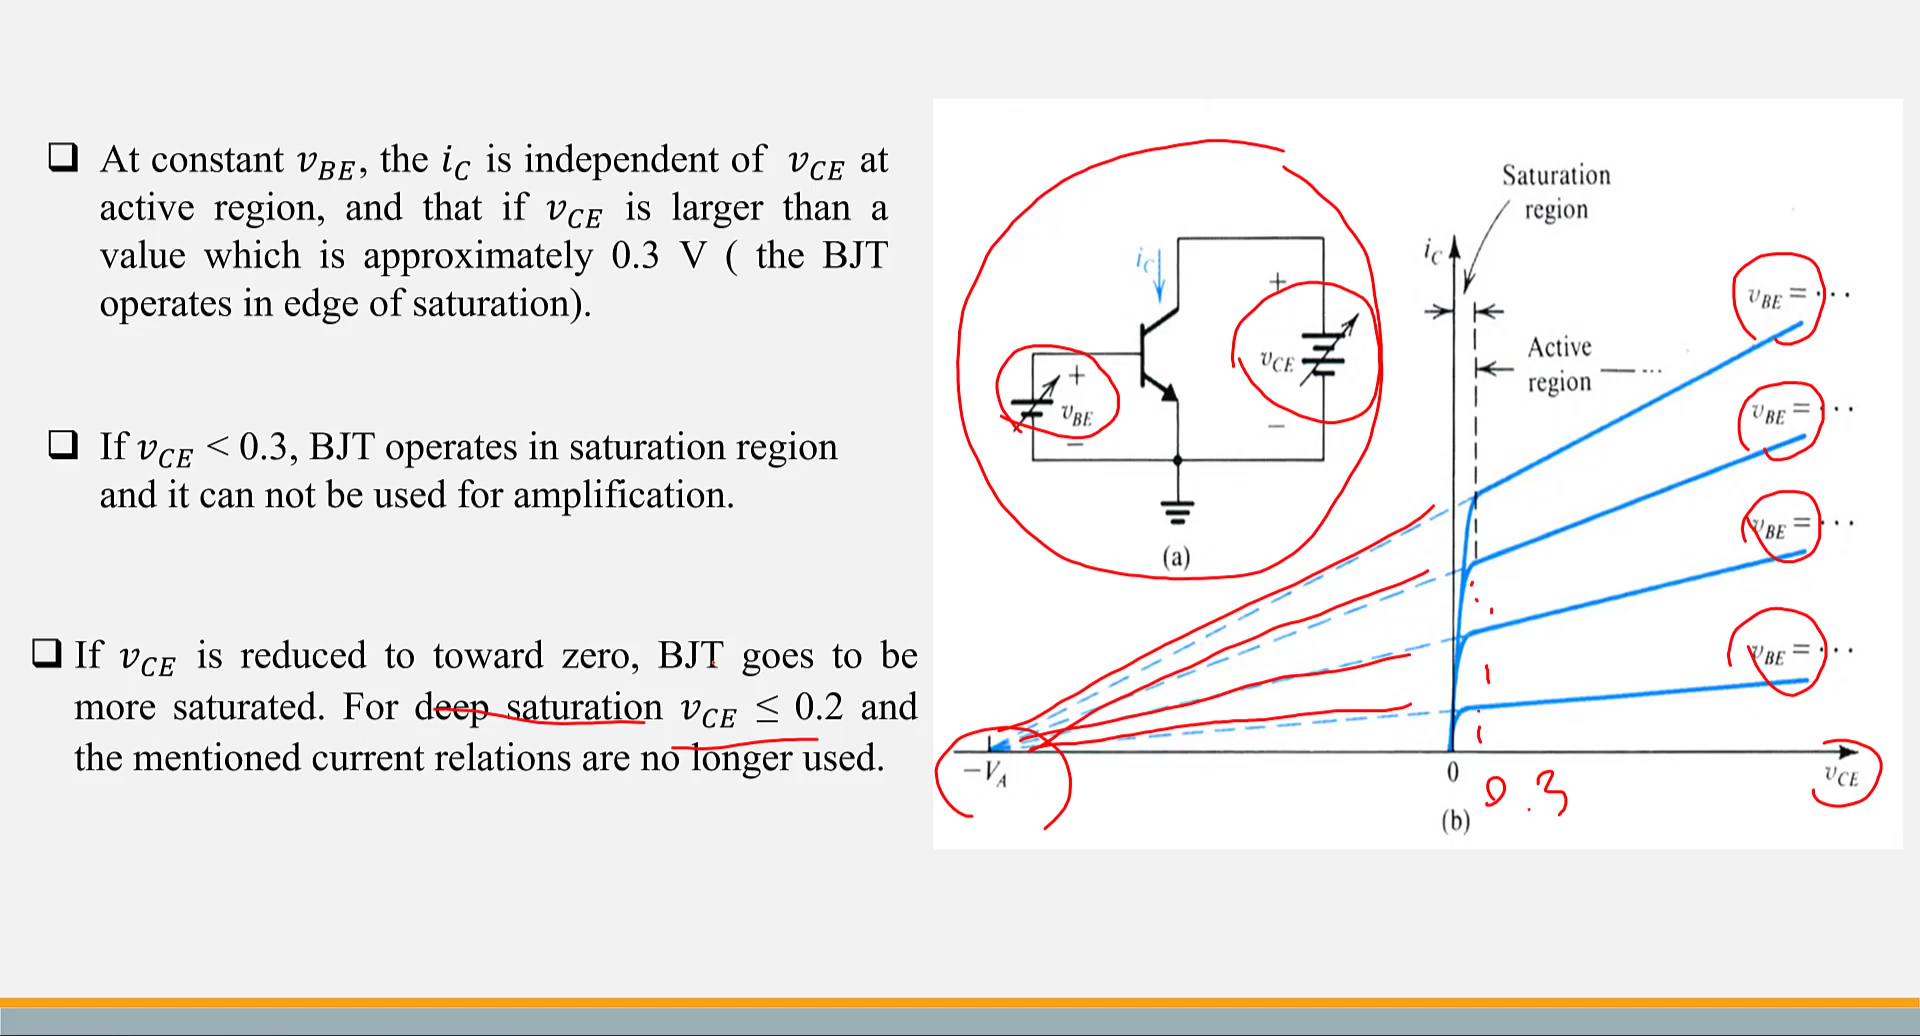 ❑ At constant v_BE, the i_C is independent of v_CE at
active region, and that if v_CE is larger than a
value which is approximately 0.3 V ( the BJT
operates in edge of saturation).
❑ If v_CE < 0.3, BJT operates in saturation region
and it can not be used for amplification.
❑ If v_CE is reduced to toward zero, BJT goes to be
more saturated. For deep saturation v_CE ≤ 0.2 and
the mentioned current relations are no longer used.
i_C
+
v_CE
−
+
v_BE
−
(a)
Saturation
region
i_C
Active
region — ...
v_BE = ···
v_BE = ···
v_BE = ···
v_BE = ···
−V_A
0
v_CE
0.3
(b)